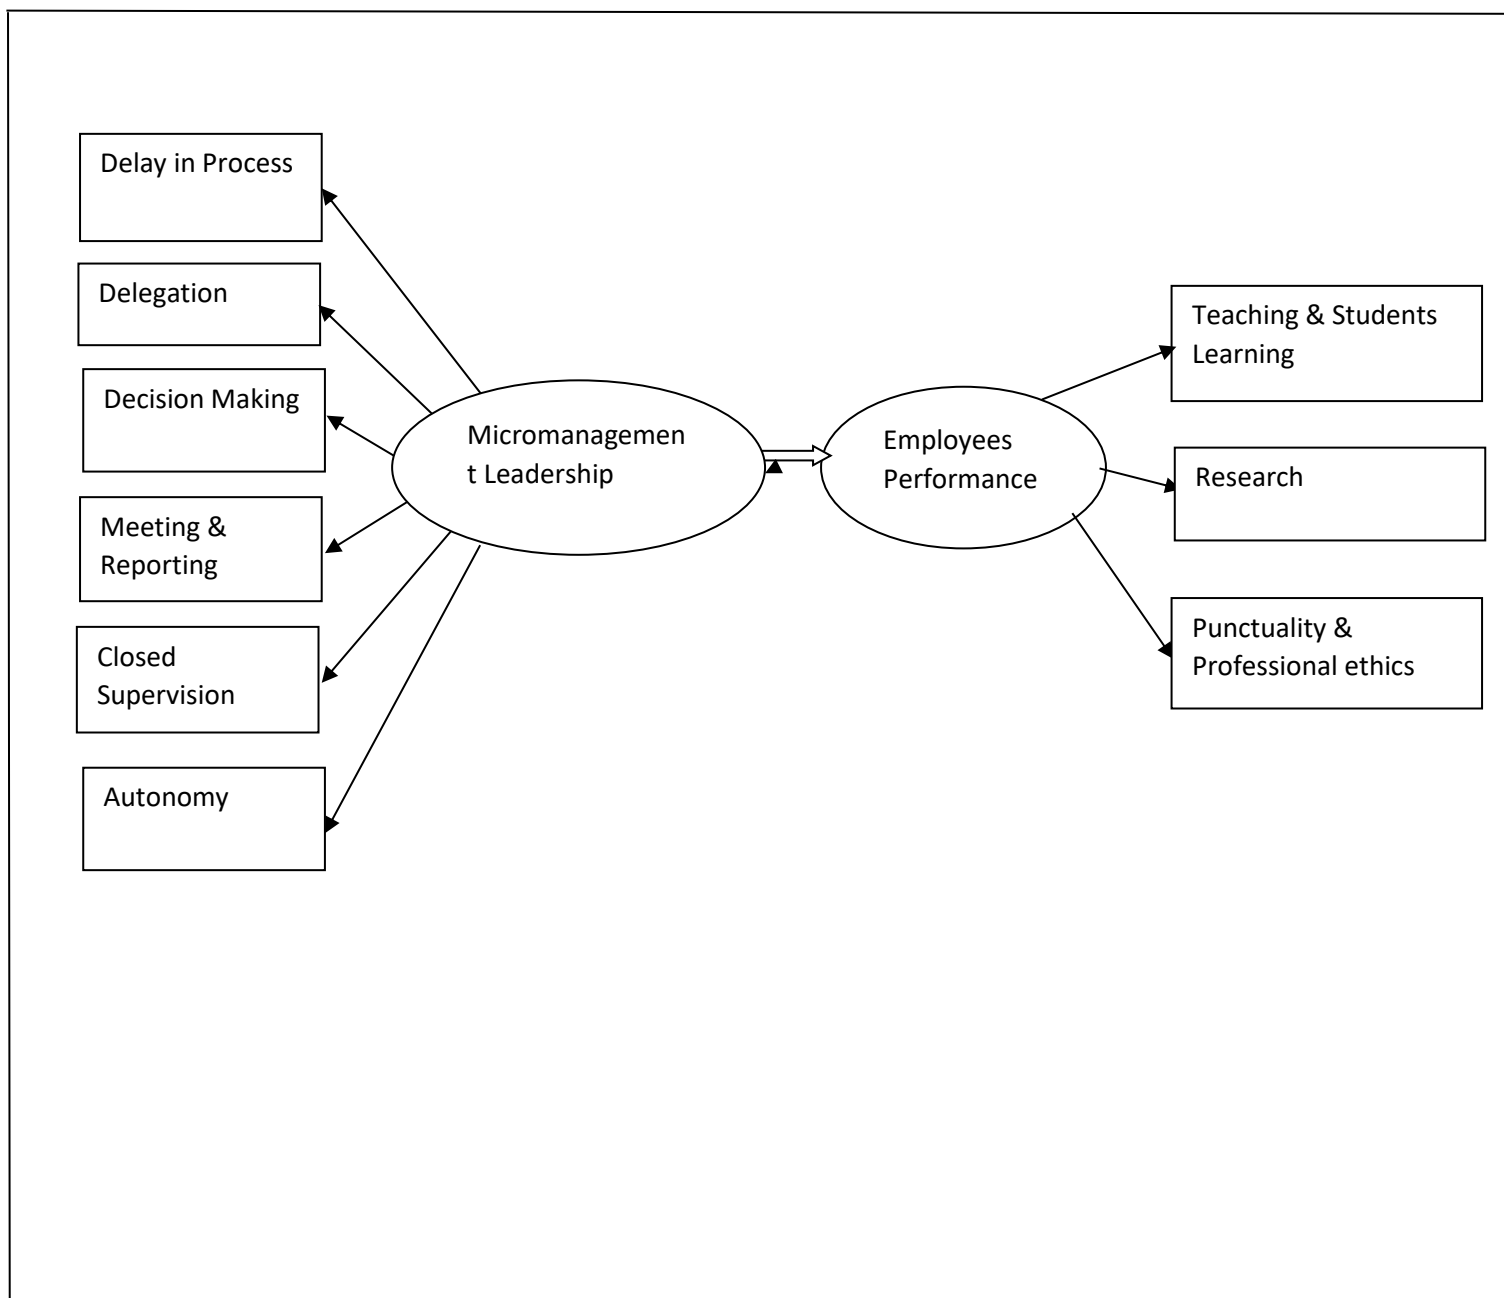 Delay in Process
Delegation
Decision Making
Meeting &
Reporting
Closed
Supervision
Autonomy
Micromanagemen
t Leadership
Employees
Performance
Teaching & Students
Learning
Research
Punctuality &
Professional ethics